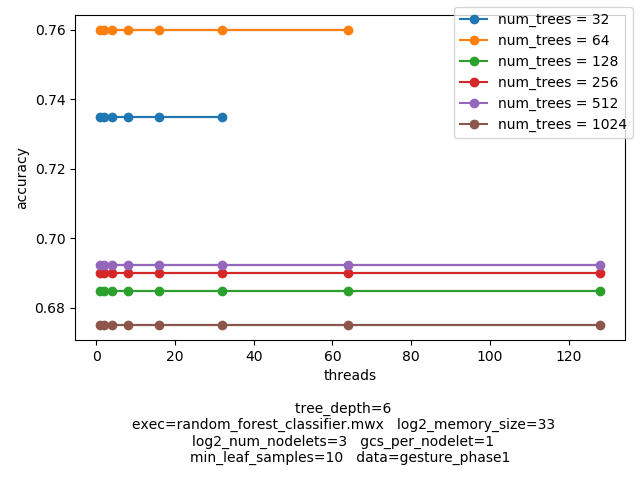 0.76
0.74
0.72
0.70
0.68
accuracy
num_trees = 32
num_trees = 64
num_trees = 128
num_trees = 256
num_trees = 512
num_trees = 1024
0 20 40 60 80 100 120
threads
tree_depth=6
exec=random_forest_classifier.mwx log2_memory_size=33
log2_num_nodelets=3 gcs_per_nodelet=1
min_leaf_samples=10 data=gesture_phase1